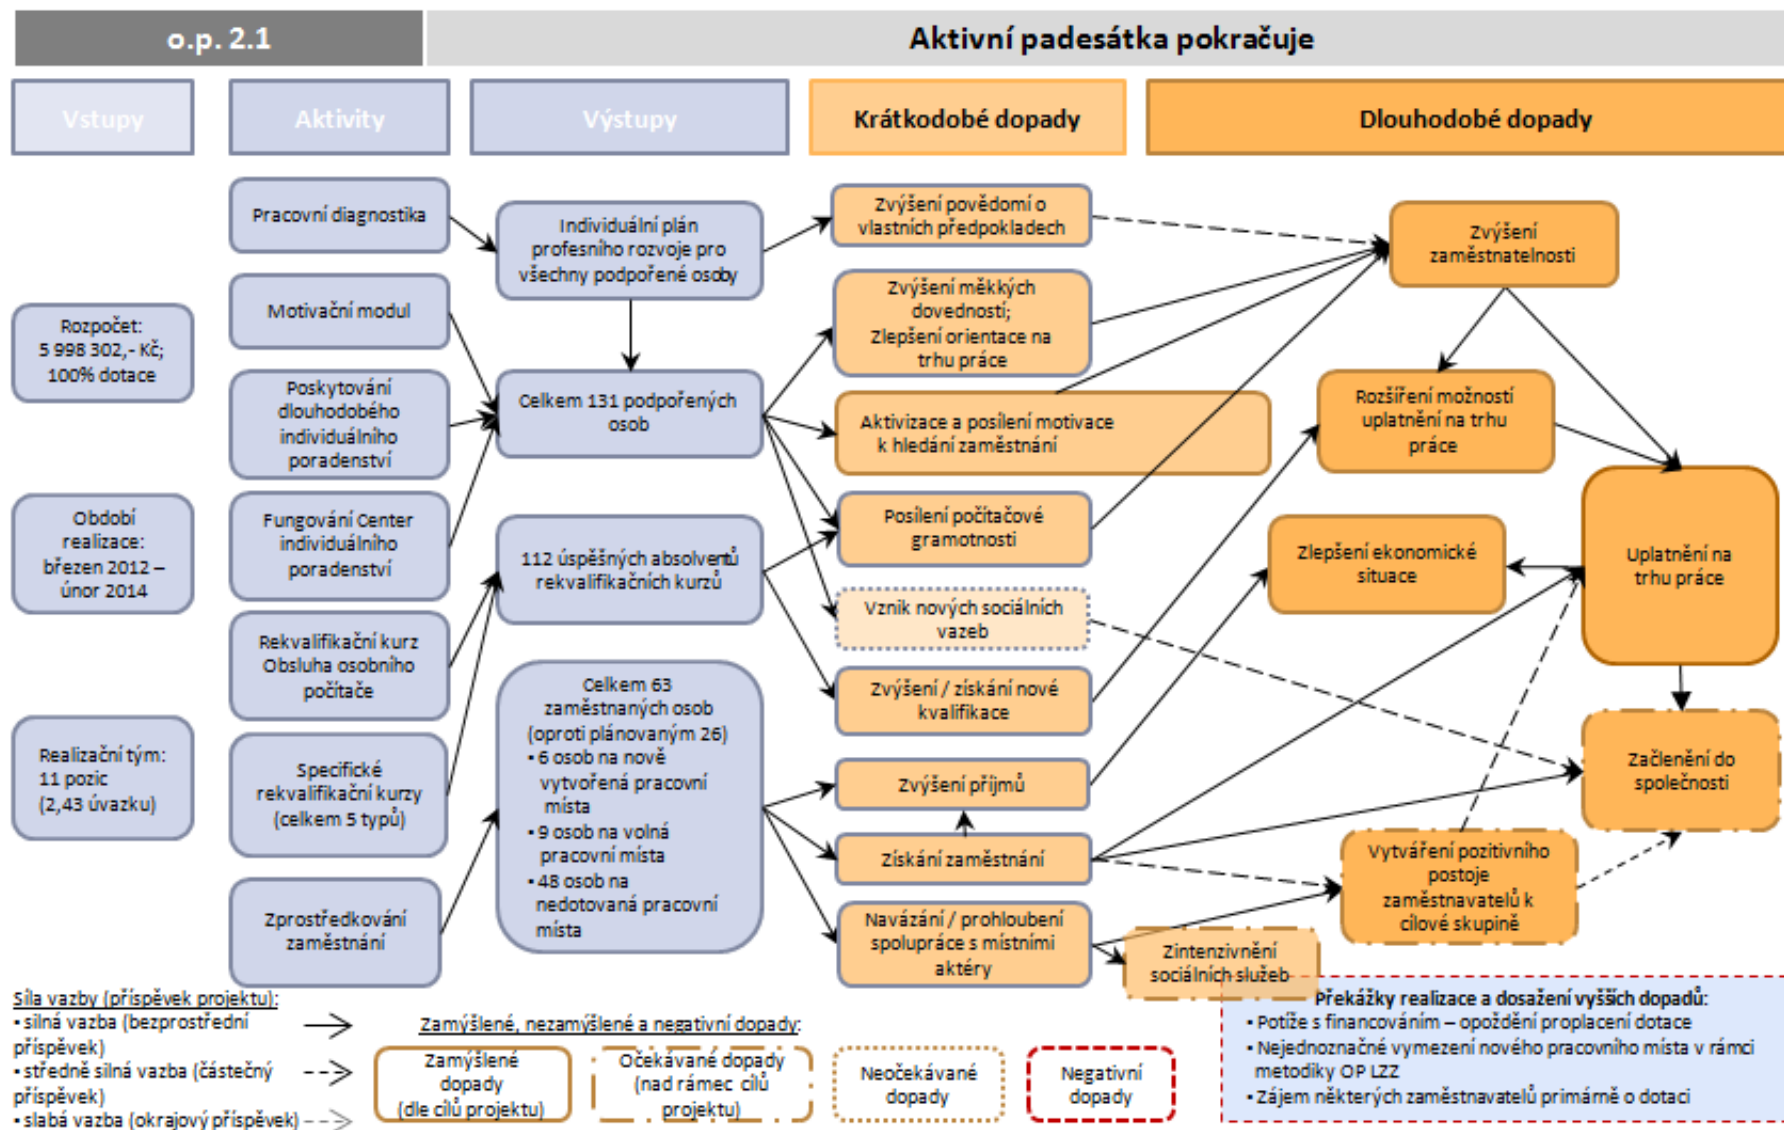 o.p. 2.1
Aktivní padesátka pokračuje
Vstupy
Aktivity
Výstupy
Krátkodobé dopady
Dlouhodobé dopady
Rozpočet:
5 998 302,- Kč;
100% dotace
Období
realizace:
březen 2012 –
únor 2014
Realizační tým:
11 pozic
(2,43 úvazku)
Pracovní diagnostika
Motivační modul
Poskytování
dlouhodobého
individuálního
poradenství
Fungování Center
individuálního
poradenství
Rekvalifikační kurz
Obsluha osobního
počítače
Specifické
rekvalifikační kurzy
(celkem 5 typů)
Zprostředkování
zaměstnání
Individuální plán
profesního rozvoje pro
všechny podpořené osoby
Celkem 131 podpořených
osob
112 úspěšných absolventů
rekvalifikačních kurzů
Celkem 63
zaměstnaných osob
(oproti plánovaným 26)
• 6 osob na nově
vytvořená pracovní
místa
• 9 osob na volná
pracovní místa
• 48 osob na
nedotovaná pracovní
místa
Zvýšení povědomí o
vlastních předpokladech
Zvýšení měkkých
dovedností;
Zlepšení orientace na
trhu práce
Aktivizace a posílení motivace
k hledání zaměstnání
Posílení počítačové
gramotnosti
Vznik nových sociálních
vazeb
Zvýšení / získání nové
kvalifikace
Zvýšení příjmů
Získání zaměstnání
Navázání / prohloubení
spolupráce s místními
aktéry
Zintenzivnění
sociálních služeb
Zvýšení
zaměstnatelnosti
Rozšíření možností
uplatnění na trhu
práce
Zlepšení ekonomické
situace
Uplatnění na
trhu práce
Začlenění do
společnosti
Vytváření pozitivního
postoje
zaměstnavatelů k
cílové skupině
Síla vazby (příspěvek projektu):
• silná vazba (bezprostřední
příspěvek)
• středně silná vazba (částečný
příspěvek)
• slabá vazba (okrajový příspěvek)
Zamýšlené, nezamýšlené a negativní dopady:
Zamýšlené
dopady
(dle cílů projektu)
Očekávané dopady
(nad rámec cílů
projektu)
Neočekávané
dopady
Negativní
dopady
Překážky realizace a dosažení vyšších dopadů:
• Potíže s financováním – opoždění proplacení dotace
• Nejednoznačné vymezení nového pracovního místa v rámci
metodiky OP LZZ
• Zájem některých zaměstnavatelů primárně o dotaci